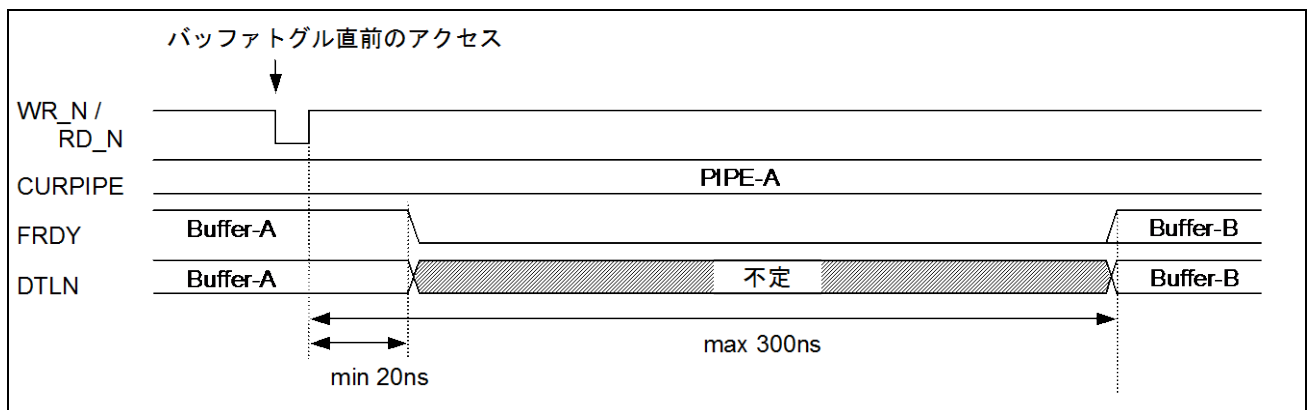 バッファトグル直前のアクセス
WR_N /
RD_N
CURPIPE
PIPE-A
FRDY
Buffer-A
Buffer-B
DTLN
Buffer-A
不定
Buffer-B
max 300ns
min 20ns